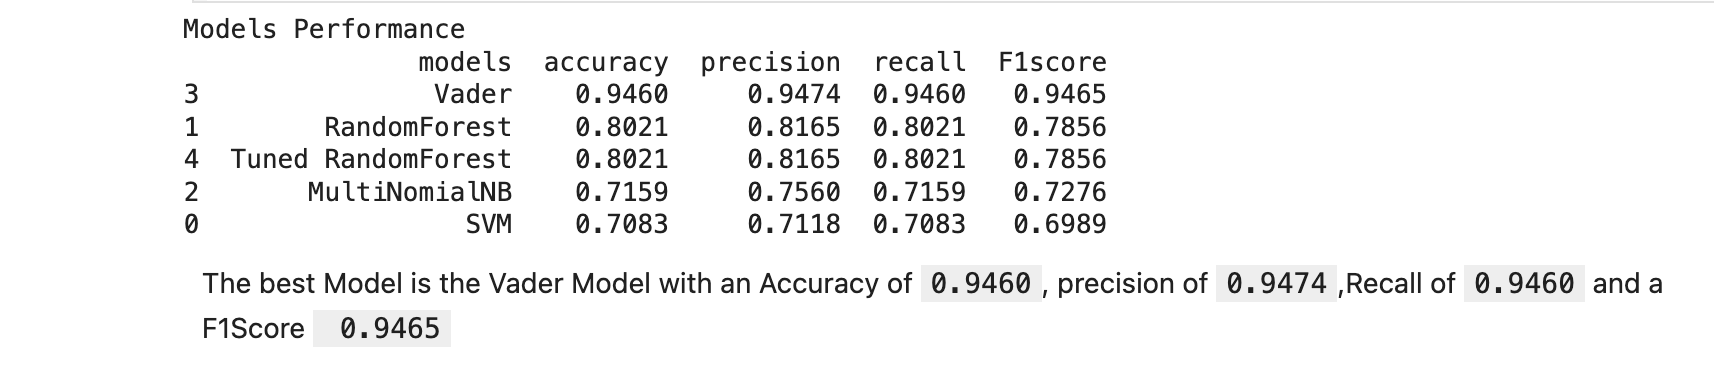 Models Performance
models accuracy precision recall F1score
3 Vader 0.9460 0.9474 0.9460 0.9465
1 RandomForest 0.8021 0.8165 0.8021 0.7856
4 Tuned RandomForest 0.8021 0.8165 0.8021 0.7856
2 MultiNomialNB 0.7159 0.7560 0.7159 0.7276
0 SVM 0.7083 0.7118 0.7083 0.6989
The best Model is the Vader Model with an Accuracy of 0.9460 , precision of 0.9474 ,Recall of 0.9460 and a
F1Score 0.9465